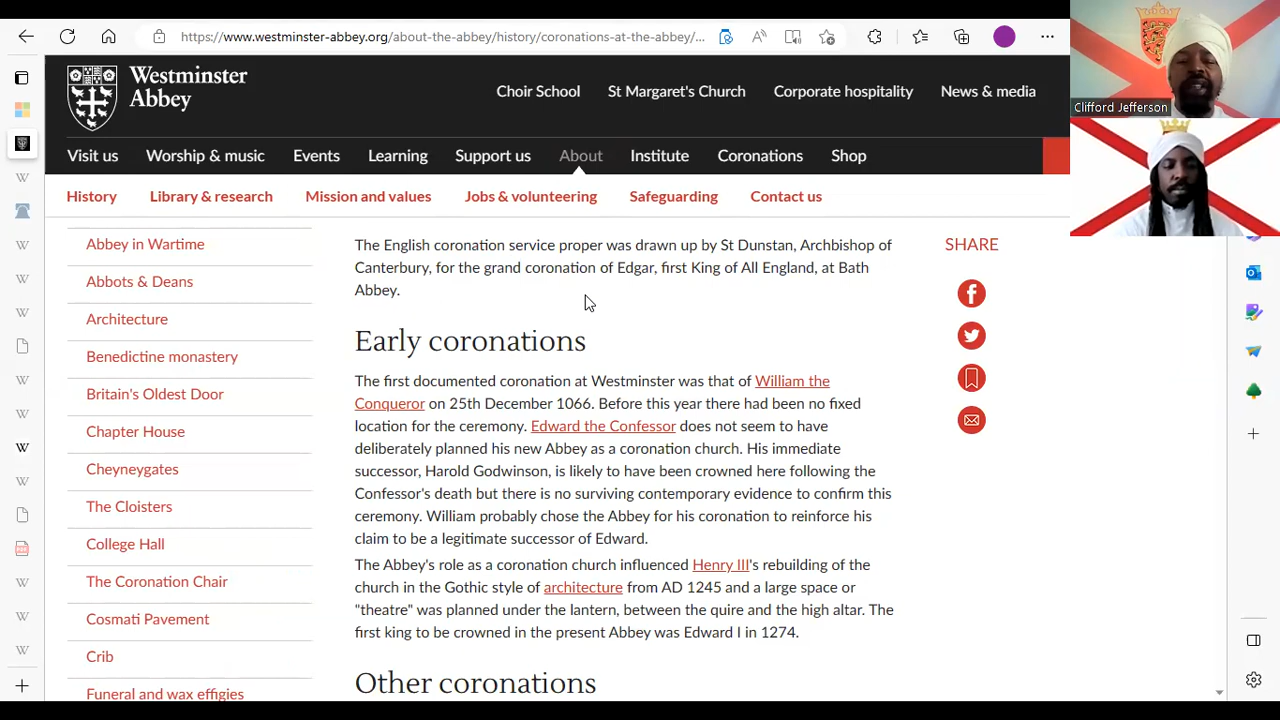 https://www.westminster-abbey.org/about-the-abbey/history/coronations-at-the-abbey/...
Westminster
Abbey
Choir School
St Margaret's Church
Corporate hospitality
News & media
Clifford Jefferson
Visit us
Worship & music
Events
Learning
Support us
About
Institute
Coronations
Shop
History
Library & research
Mission and values
Jobs & volunteering
Safeguarding
Contact us
Abbey in Wartime
Abbots & Deans
Architecture
Benedictine monastery
Britain's Oldest Door
Chapter House
Cheyneygates
The Cloisters
College Hall
The Coronation Chair
Cosmati Pavement
Crib
Funeral and wax effigies
The English coronation service proper was drawn up by St Dunstan, Archbishop of
Canterbury, for the grand coronation of Edgar, first King of All England, at Bath
Abbey.
Early coronations
The first documented coronation at Westminster was that of William the
Conqueror on 25th December 1066. Before this year there had been no fixed
location for the ceremony. Edward the Confessor does not seem to have
deliberately planned his new Abbey as a coronation church. His immediate
successor, Harold Godwinson, is likely to have been crowned here following the
Confessor's death but there is no surviving contemporary evidence to confirm this
ceremony. William probably chose the Abbey for his coronation to reinforce his
claim to be a legitimate successor of Edward.
The Abbey's role as a coronation church influenced Henry III's rebuilding of the
church in the Gothic style of architecture from AD 1245 and a large space or
"theatre" was planned under the lantern, between the quire and the high altar. The
first king to be crowned in the present Abbey was Edward I in 1274.
Other coronations
SHARE